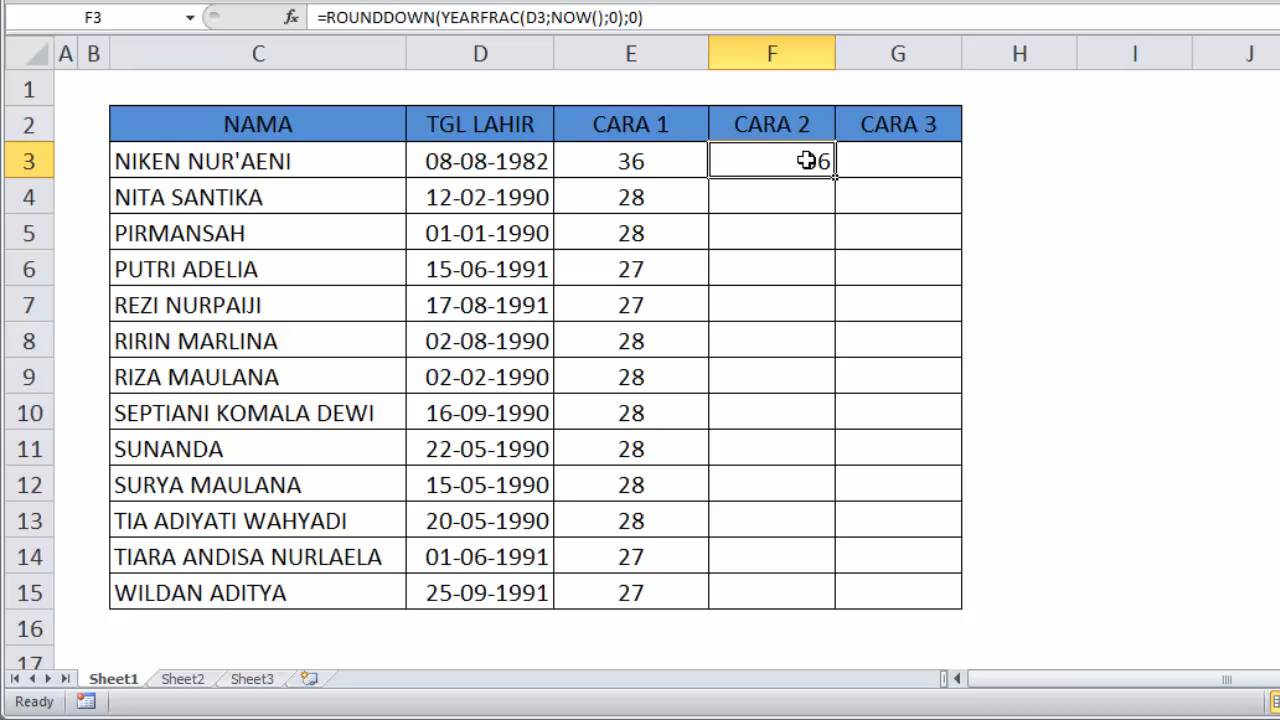 F3 fx =ROUNDDOWN(YEARFRAC(D3;NOW();0);0)
A B C D E F G H I J
1
2 NAMA TGL LAHIR CARA 1 CARA 2 CARA 3
3 NIKEN NUR'AENI 08-08-1982 36
4 NITA SANTIKA 12-02-1990 28
5 PIRMANSAH 01-01-1990 28
6 PUTRI ADELIA 15-06-1991 27
7 REZI NURPAIJI 17-08-1991 27
8 RIRIN MARLINA 02-08-1990 28
9 RIZA MAULANA 02-02-1990 28
10 SEPTIANI KOMALA DEWI 16-09-1990 28
11 SUNANDA 22-05-1990 28
12 SURYA MAULANA 15-05-1990 28
13 TIA ADIYATI WAHYADI 20-05-1990 28
14 TIARA ANDISA NURLAELA 01-06-1991 27
15 WILDAN ADITYA 25-09-1991 27
16
17
Sheet1 Sheet2 Sheet3
Ready